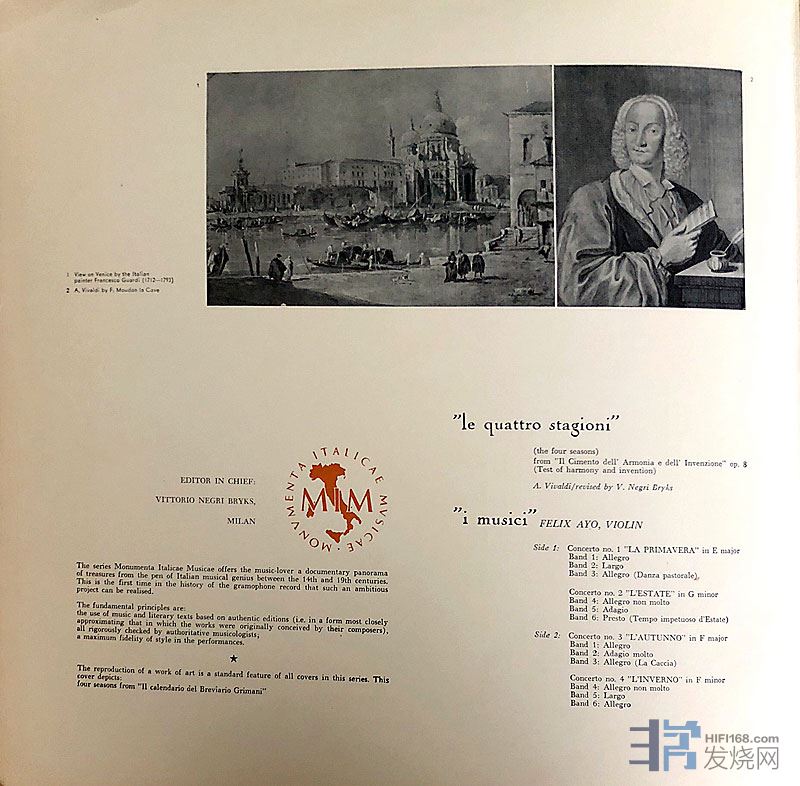 1
2
1 View on Venice by the Italian
painter Francesco Guardi (1712—1793)
2 A. Vivaldi by F. Moudon la Cave
"le quattro stagioni"
(the four seasons)
from "Il Cimento dell' Armonia e dell' Invenzione" op. 8
(Test of harmony and invention)
A. Vivaldi/revised by V. Negri Bryks
"i musici" FELIX AYO, VIOLIN
EDITOR IN CHIEF:
VITTORIO NEGRI BRYKS,
MILAN
MONVMENTA ITALICAE MVSICAE
MIM
The series Monumenta Italicae Musicae offers the music-lover a documentary panorama
of treasures from the pen of Italian musical genius between the 14th and 19th centuries.
This is the first time in the history of the gramophone record that such an ambitious
project can be realised.
The fundamental principles are:
the use of music and literary texts based on authentic editions (i.e. in a form most closely
approximating that in which the works were originally conceived by their composers),
all rigorously checked by authoritative musicologists;
a maximum fidelity of style in the performances.
The reproduction of a work of art is a standard feature of all covers in this series. This
cover depicts:
four seasons from "Il calendario del Breviario Grimani"
Side 1: Concerto no. 1 "LA PRIMAVERA" in E major
Band 1: Allegro
Band 2: Largo
Band 3: Allegro (Danza pastorale),
Concerto no. 2 "L'ESTATE" in G minor
Band 4: Allegro non molto
Band 5: Adagio
Band 6: Presto (Tempo impetuoso d'Estate)
Side 2: Concerto no. 3 "L'AUTUNNO" in F major
Band 1: Allegro
Band 2: Adagio molto
Band 3: Allegro (La Caccia)
Concerto no. 4 "L'INVERNO" in F minor
Band 4: Allegro non molto
Band 5: Largo
Band 6: Allegro
HIFI168.com
发烧网